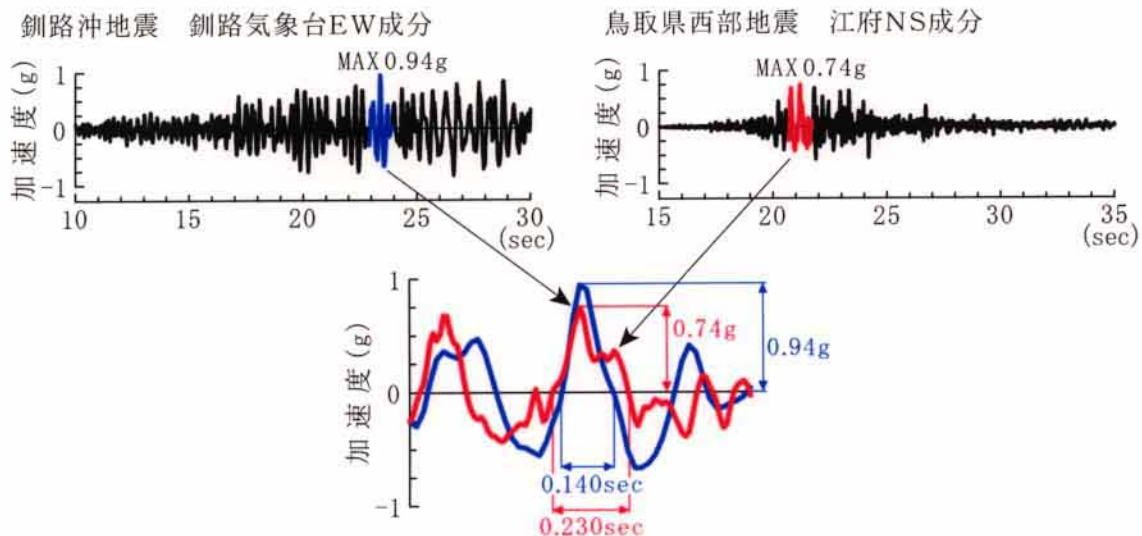 釧路沖地震 釧路気象台EW成分
MAX 0.94g
加速度(g)
1
0
-1
10
15
20
25
30
(sec)
鳥取県西部地震 江府NS成分
MAX 0.74g
加速度(g)
1
0
-1
15
20
25
30
35
(sec)
加速度(g)
1
0
-1
0.74g
0.94g
0.140sec
0.230sec